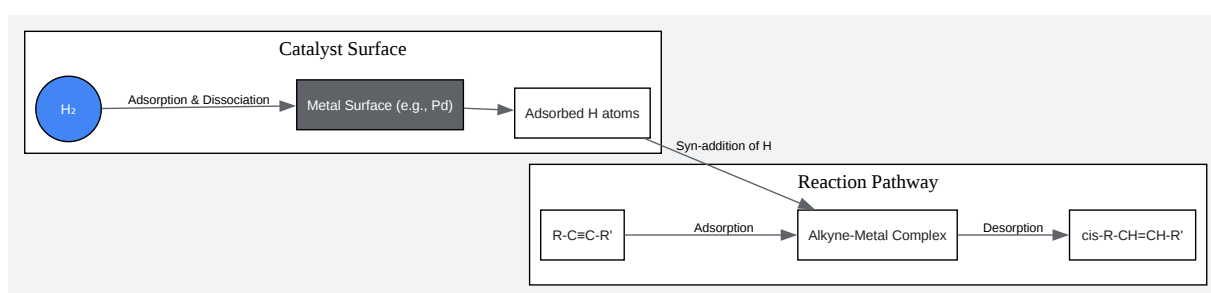 Catalyst Surface
H₂
Adsorption & Dissociation
Metal Surface (e.g., Pd)
Adsorbed H atoms
Syn-addition of H
Reaction Pathway
R-C≡C-R'
Adsorption
Alkyne-Metal Complex
Desorption
cis-R-CH=CH-R'